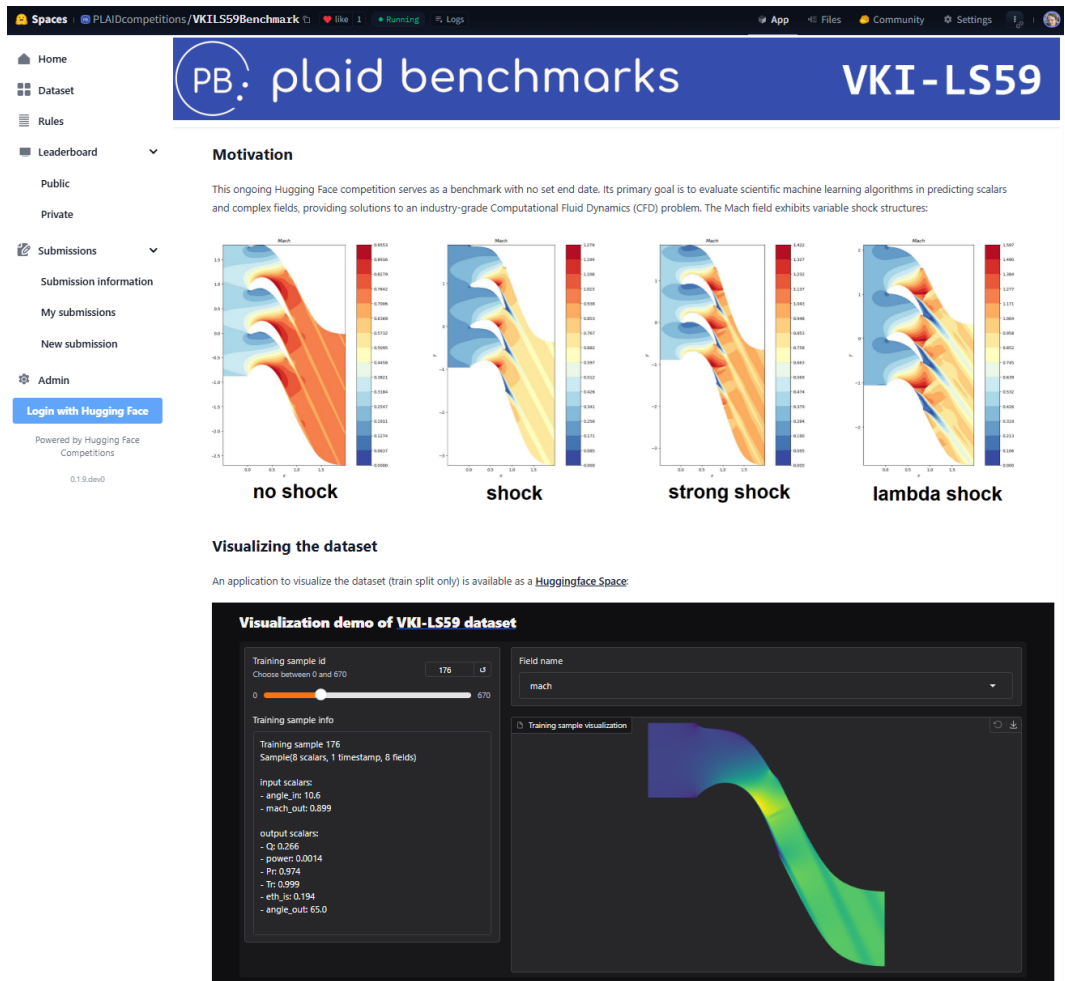 Spaces
PLAIDcompetitions/VKILS59Benchmark
like 1
Running
Logs
App
Files
Community
Settings
Home
Dataset
Rules
Leaderboard
Public
Private
Submissions
Submission information
My submissions
New submission
Admin
Login with Hugging Face
Powered by Hugging Face
Competitions
0.1.9.dev0
PB: plaid benchmarks
VKI-LS59
Motivation
This ongoing Hugging Face competition serves as a benchmark with no set end date. Its primary goal is to evaluate scientific machine learning algorithms in predicting scalars
and complex fields, providing solutions to an industry-grade Computational Fluid Dynamics (CFD) problem. The Mach field exhibits variable shock structures:
Mach
Mach
Mach
Mach
no shock
shock
strong shock
lambda shock
Visualizing the dataset
An application to visualize the dataset (train split only) is available as a Huggingface Space:
Visualization demo of VKI-LS59 dataset
Training sample id
Choose between 0 and 670
176
0
670
Training sample info
Training sample 176
Sample(8 scalars, 1 timestamp, 8 fields)
input scalars:
- angle_in: 10.6
- mach_out: 0.899
output scalars:
- Q: 0.266
- power: 0.0014
- Pr: 0.974
- Tr: 0.999
- eth_is: 0.194
- angle_out: 65.0
Field name
mach
Training sample visualization